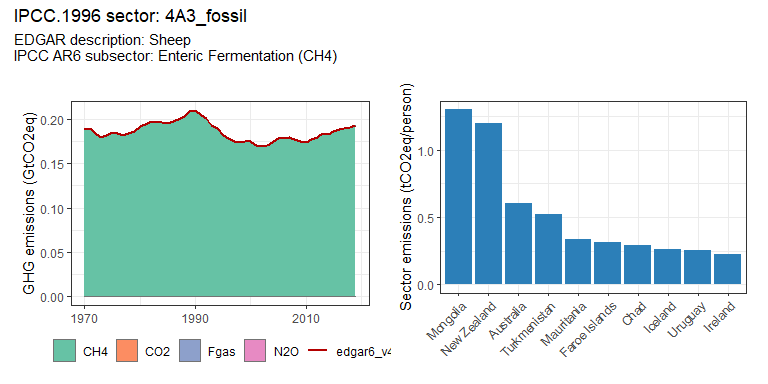 IPCC.1996 sector: 4A3_fossil
EDGAR description: Sheep
IPCC AR6 subsector: Enteric Fermentation (CH4)
GHG emissions (GtCO2eq)
0.20
0.15
0.10
0.05
0.00
1970
1990
2010
CH4
CO2
Fgas
N2O
edgar6_v4
Sector emissions (tCO2eq/person)
1.0
0.5
0.0
Mongolia
New Zealand
Australia
Turkmenistan
Mauritania
Faroe Islands
Chad
Iceland
Uruguay
Ireland